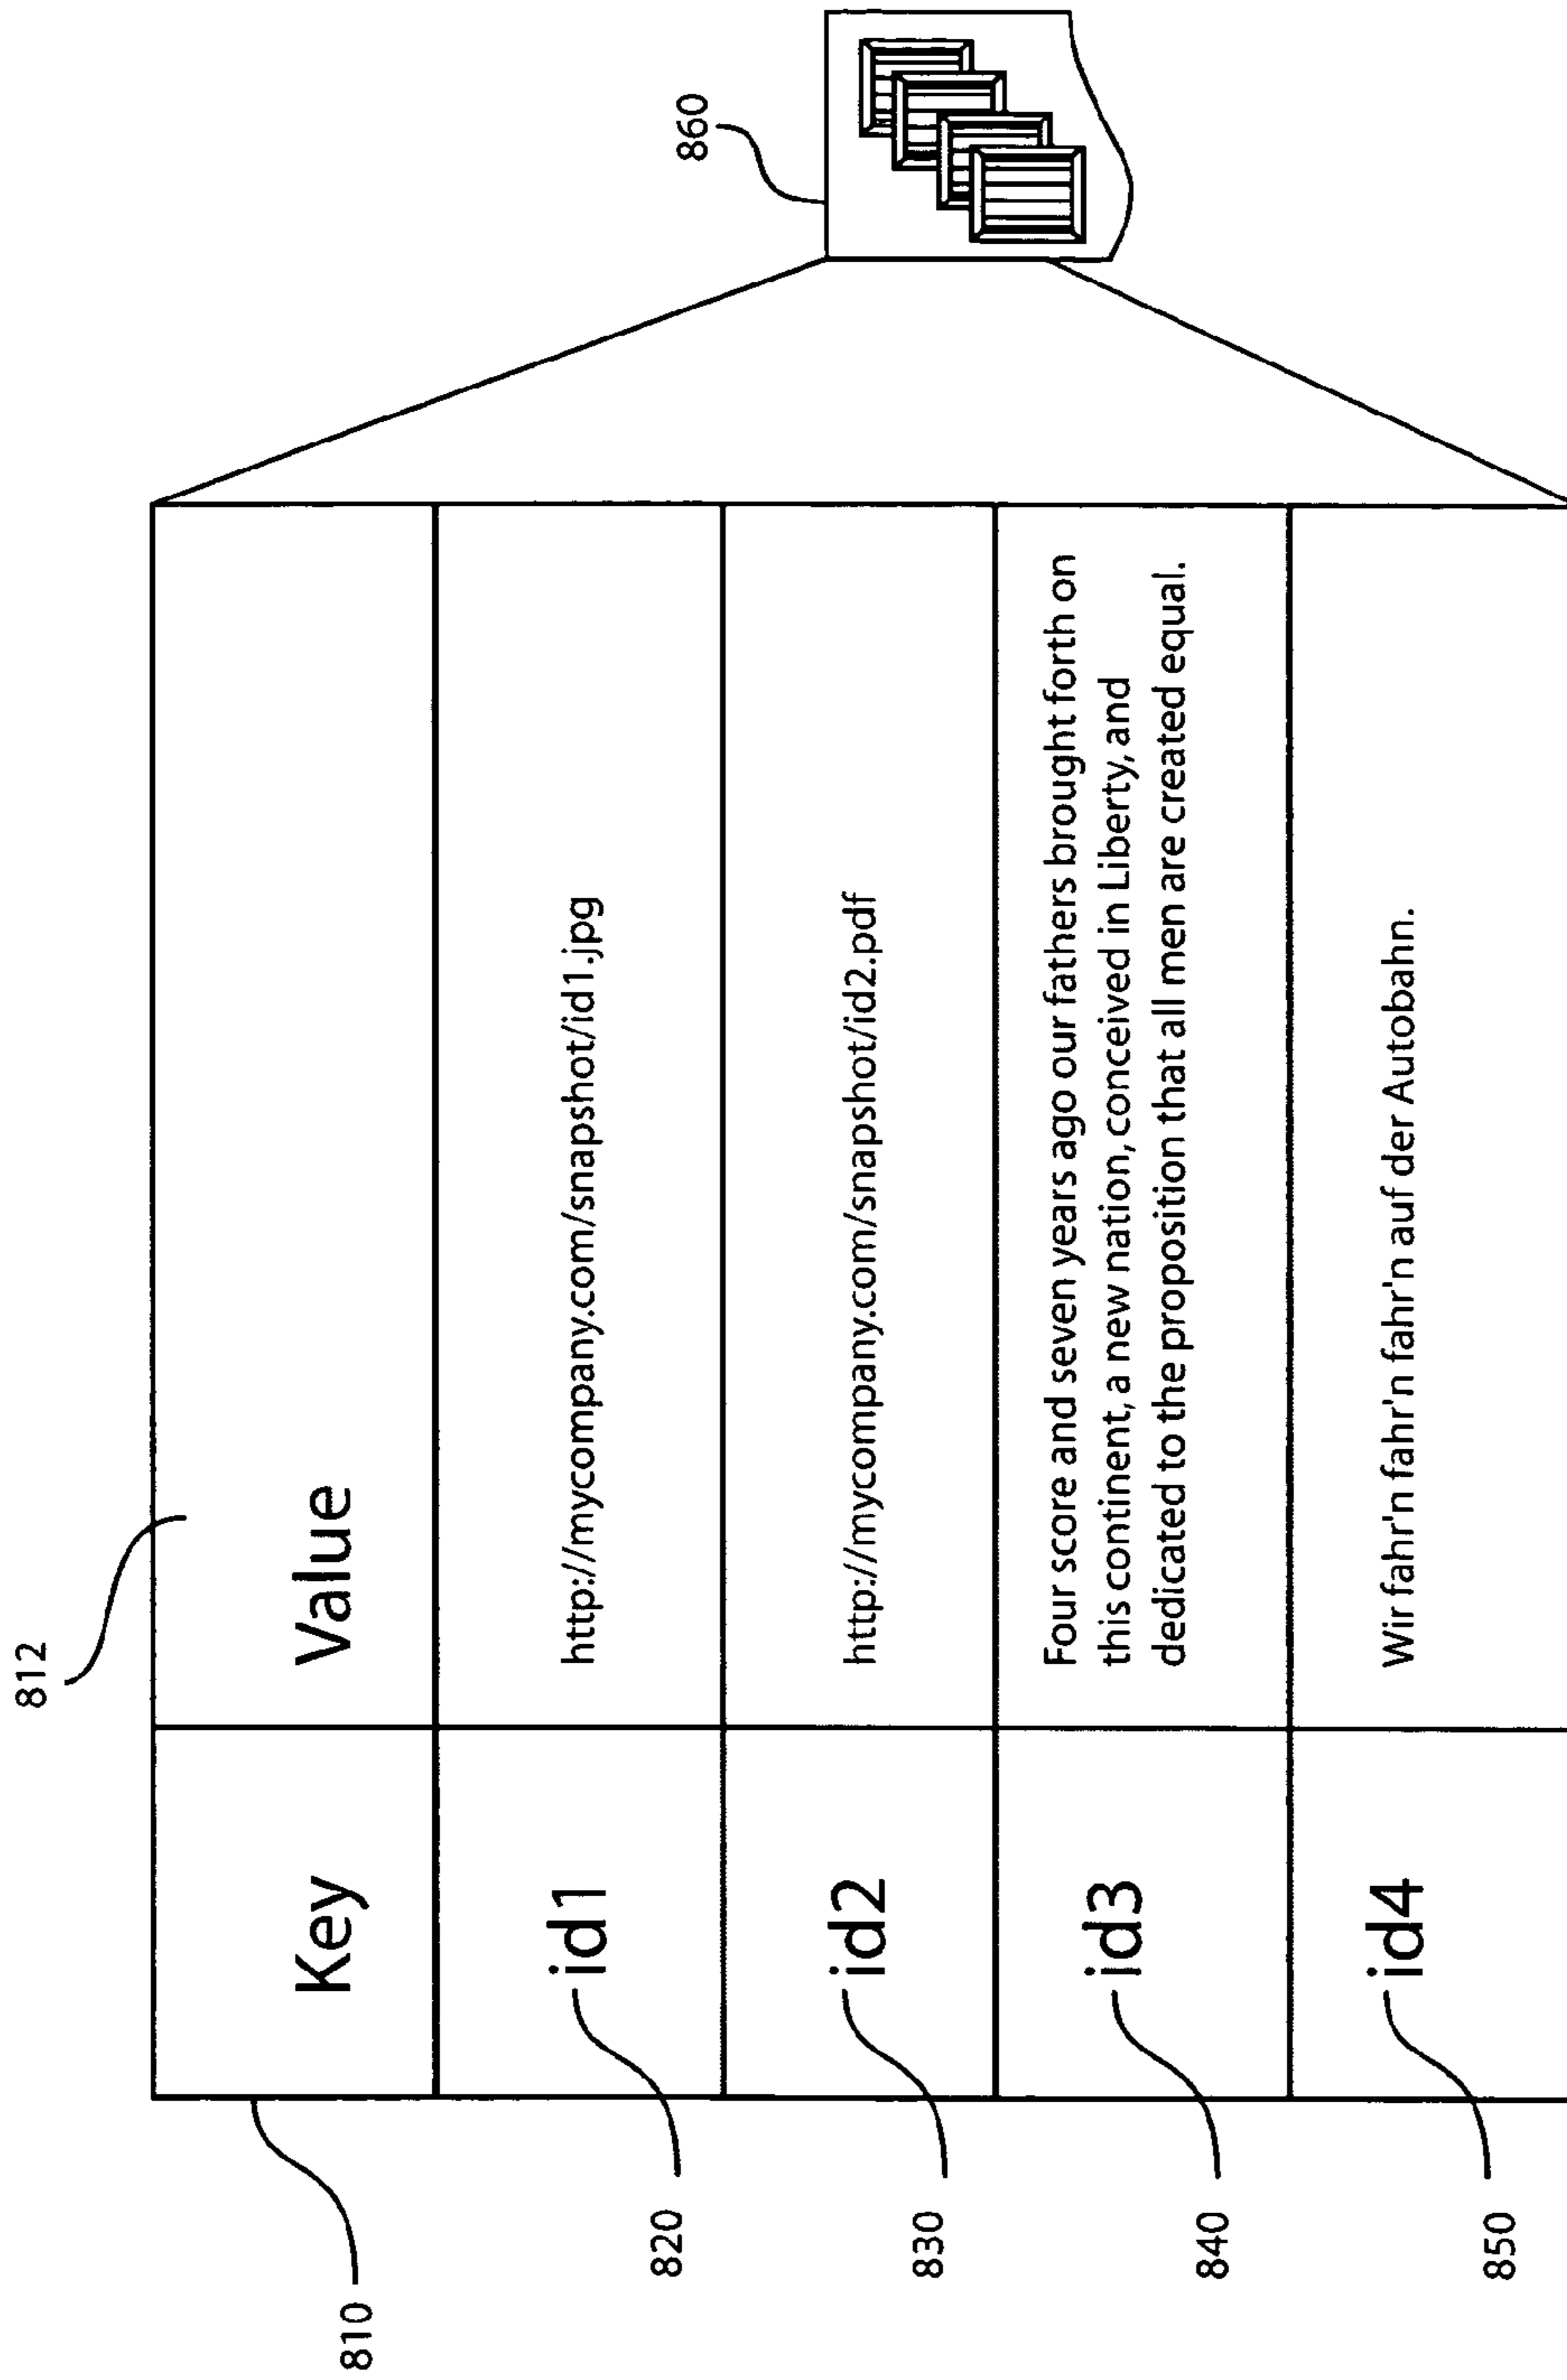 812
860
810
Key
Value
820
id1
http://mycompany.com/snapshot/id1.jpg
830
id2
http://mycompany.com/snapshot/id2.pdf
840
id3
Four score and seven years ago our fathers brought forth on
this continent, a new nation, conceived in Liberty, and
dedicated to the proposition that all men are created equal.
850
id4
Wir fahr'n fahr'n fahr'n auf der Autobahn.